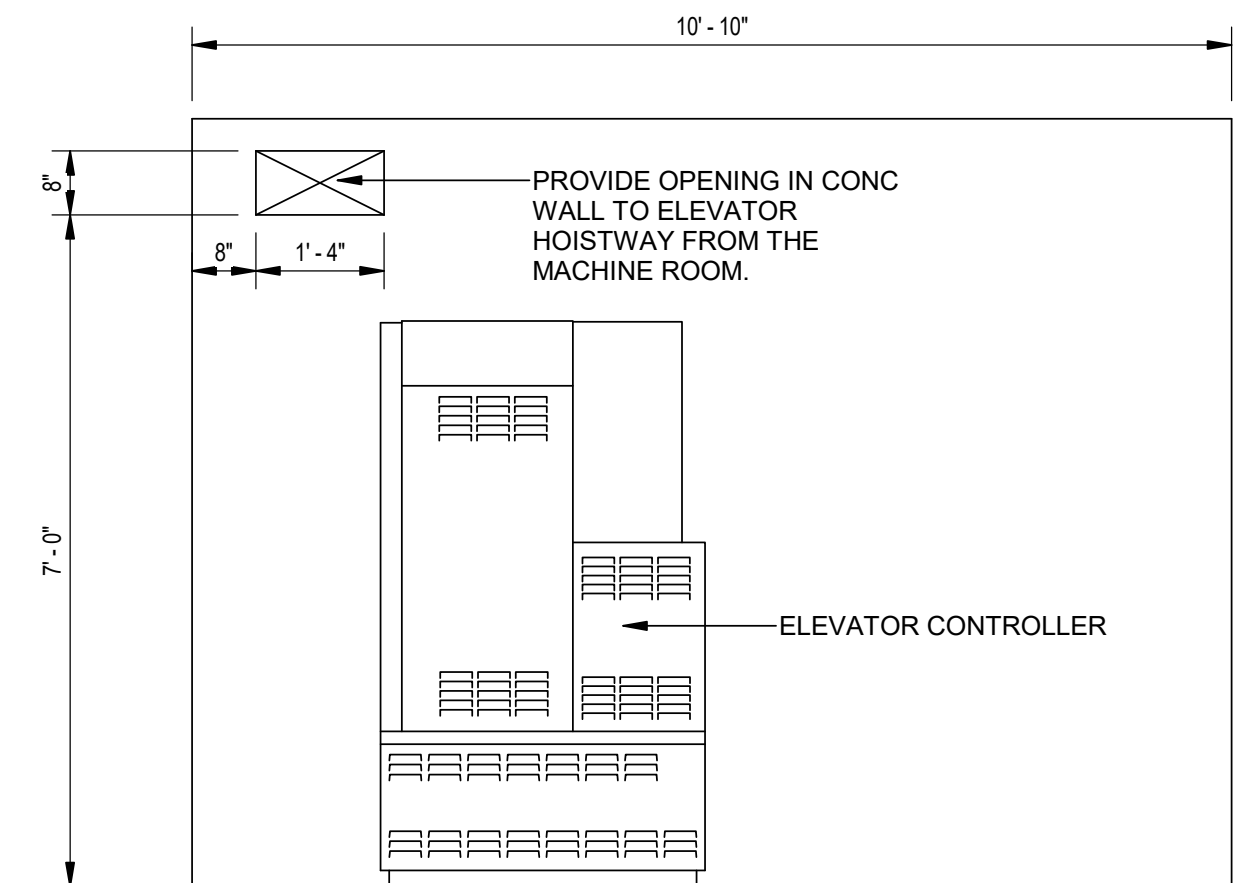 10' - 10"
8"
PROVIDE OPENING IN CONC
WALL TO ELEVATOR
HOISTWAY FROM THE
MACHINE ROOM.
8"
1' - 4"
7' - 0"
ELEVATOR CONTROLLER